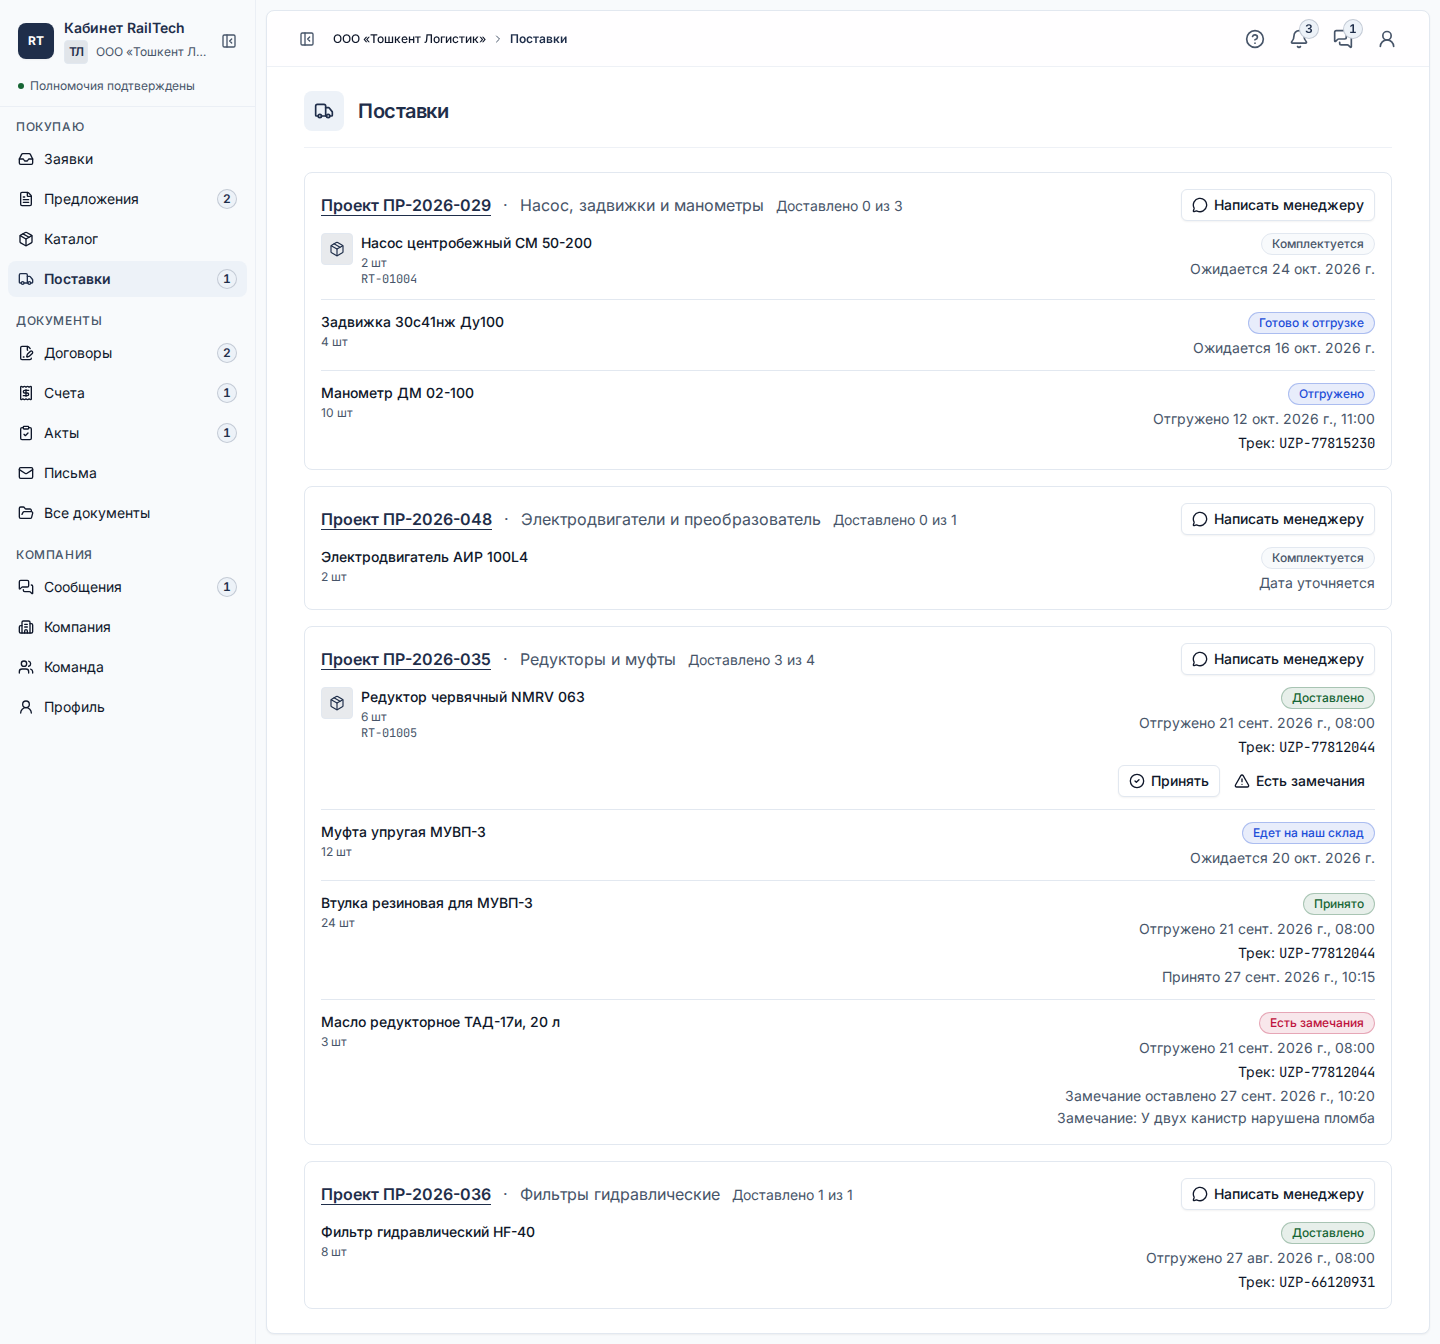 RT
Кабинет RailTech
ТЛ ООО «Тошкент Л...
Полномочия подтверждены
ПОКУПАЮ
Заявки
Предложения 2
Каталог
Поставки 1
ДОКУМЕНТЫ
Договоры 2
Счета 1
Акты 1
Письма
Все документы
КОМПАНИЯ
Сообщения 1
Компания
Команда
Профиль
ООО «Тошкент Логистик» › Поставки
3
1
Поставки
Проект ПР-2026-029 · Насос, задвижки и манометры Доставлено 0 из 3
Написать менеджеру
Насос центробежный СМ 50-200
2 шт
RT-01004
Комплектуется
Ожидается 24 окт. 2026 г.
Задвижка 30с41нж Ду100
4 шт
Готово к отгрузке
Ожидается 16 окт. 2026 г.
Манометр ДМ 02-100
10 шт
Отгружено
Отгружено 12 окт. 2026 г., 11:00
Трек: UZP-77815230
Проект ПР-2026-048 · Электродвигатели и преобразователь Доставлено 0 из 1
Написать менеджеру
Электродвигатель АИР 100L4
2 шт
Комплектуется
Дата уточняется
Проект ПР-2026-035 · Редукторы и муфты Доставлено 3 из 4
Написать менеджеру
Редуктор червячный NMRV 063
6 шт
RT-01005
Доставлено
Отгружено 21 сент. 2026 г., 08:00
Трек: UZP-77812044
Принять
Есть замечания
Муфта упругая МУВП-3
12 шт
Едет на наш склад
Ожидается 20 окт. 2026 г.
Втулка резиновая для МУВП-3
24 шт
Принято
Отгружено 21 сент. 2026 г., 08:00
Трек: UZP-77812044
Принято 27 сент. 2026 г., 10:15
Масло редукторное ТАД-17и, 20 л
3 шт
Есть замечания
Отгружено 21 сент. 2026 г., 08:00
Трек: UZP-77812044
Замечание оставлено 27 сент. 2026 г., 10:20
Замечание: У двух канистр нарушена пломба
Проект ПР-2026-036 · Фильтры гидравлические Доставлено 1 из 1
Написать менеджеру
Фильтр гидравлический HF-40
8 шт
Доставлено
Отгружено 27 авг. 2026 г., 08:00
Трек: UZP-66120931